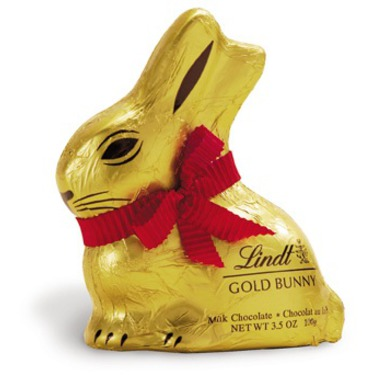 Lindt
GOLD BUNNY
Milk Chocolate • Chocolat au
NET WT 3.5 OZ 100g